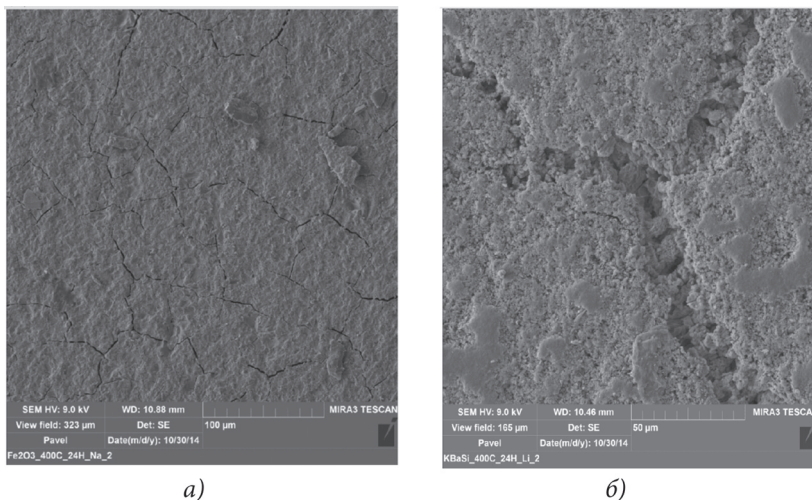 SEM HV: 9.0 kV WD: 10.88 mm MIRA3 TESCAN
View field: 323 µm Det: SE 100 µm
Pavel Date(m/d/y): 10/30/14
Fe2O3_400C_24H_Na_2
а)
SEM HV: 9.0 kV WD: 10.46 mm MIRA3 TESCAN
View field: 165 µm Det: SE 50 µm
Pavel Date(m/d/y): 10/30/14
KBaSi_400C_24H_Li_2
б)